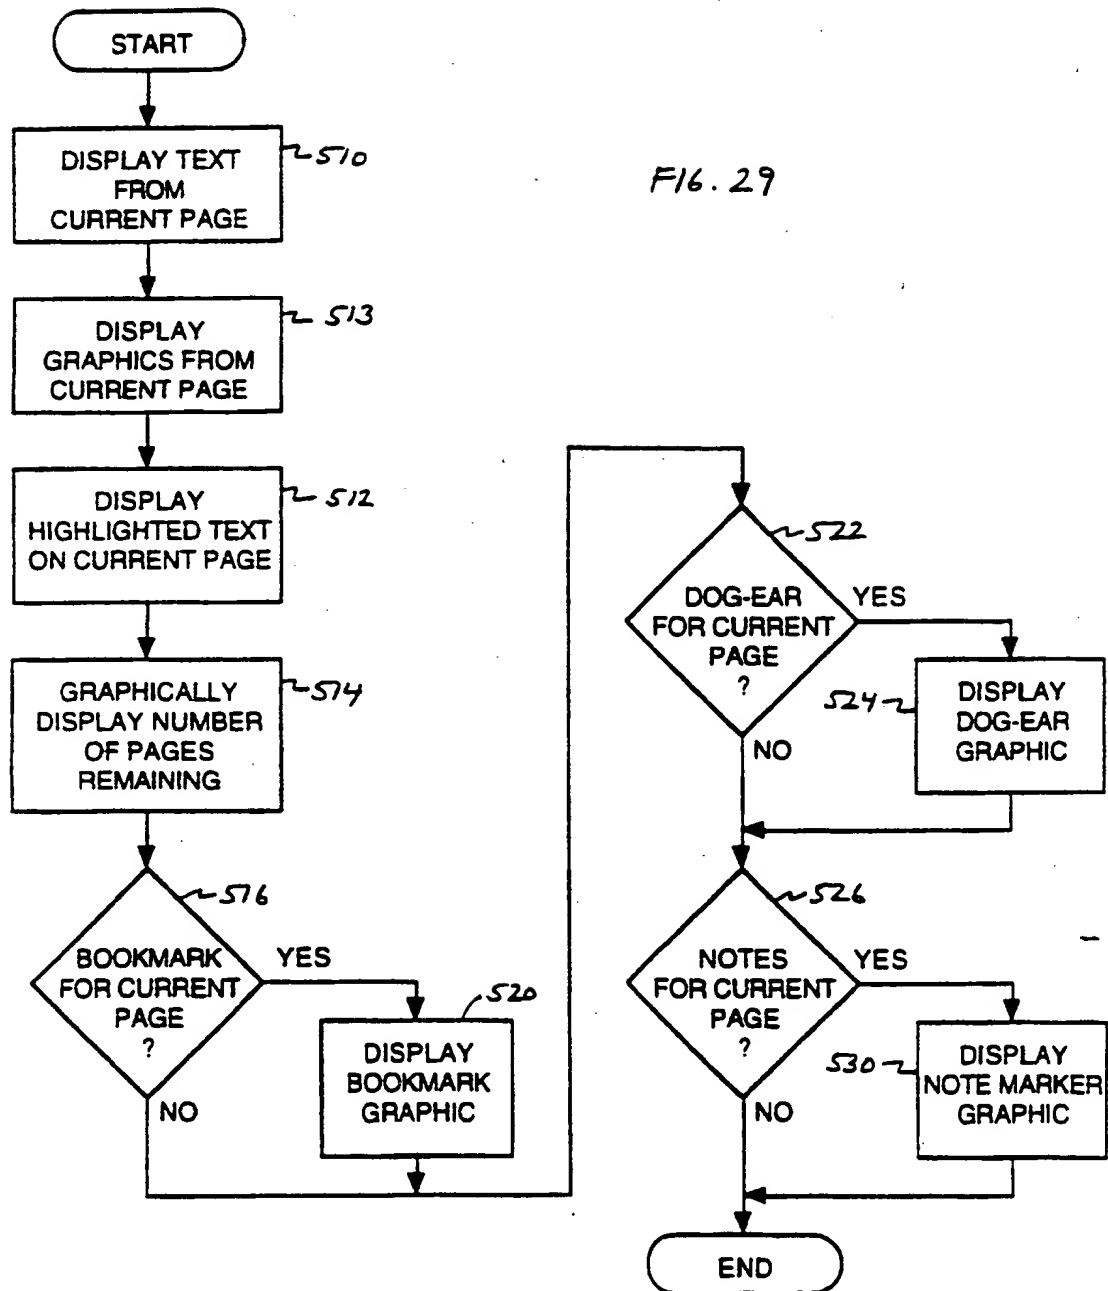 START
DISPLAY TEXT
FROM
CURRENT PAGE
510
FIG. 29
DISPLAY
GRAPHICS FROM
CURRENT PAGE
513
DISPLAY
HIGHLIGHTED TEXT
ON CURRENT PAGE
512
GRAPHICALLY
DISPLAY NUMBER
OF PAGES
REMAINING
514
BOOKMARK
FOR CURRENT
PAGE
?
516
YES
NO
520
DISPLAY
BOOKMARK
GRAPHIC
522
DOG-EAR
FOR CURRENT
PAGE
?
YES
NO
524
DISPLAY
DOG-EAR
GRAPHIC
526
NOTES
FOR CURRENT
PAGE
?
YES
NO
530
DISPLAY
NOTE MARKER
GRAPHIC
END